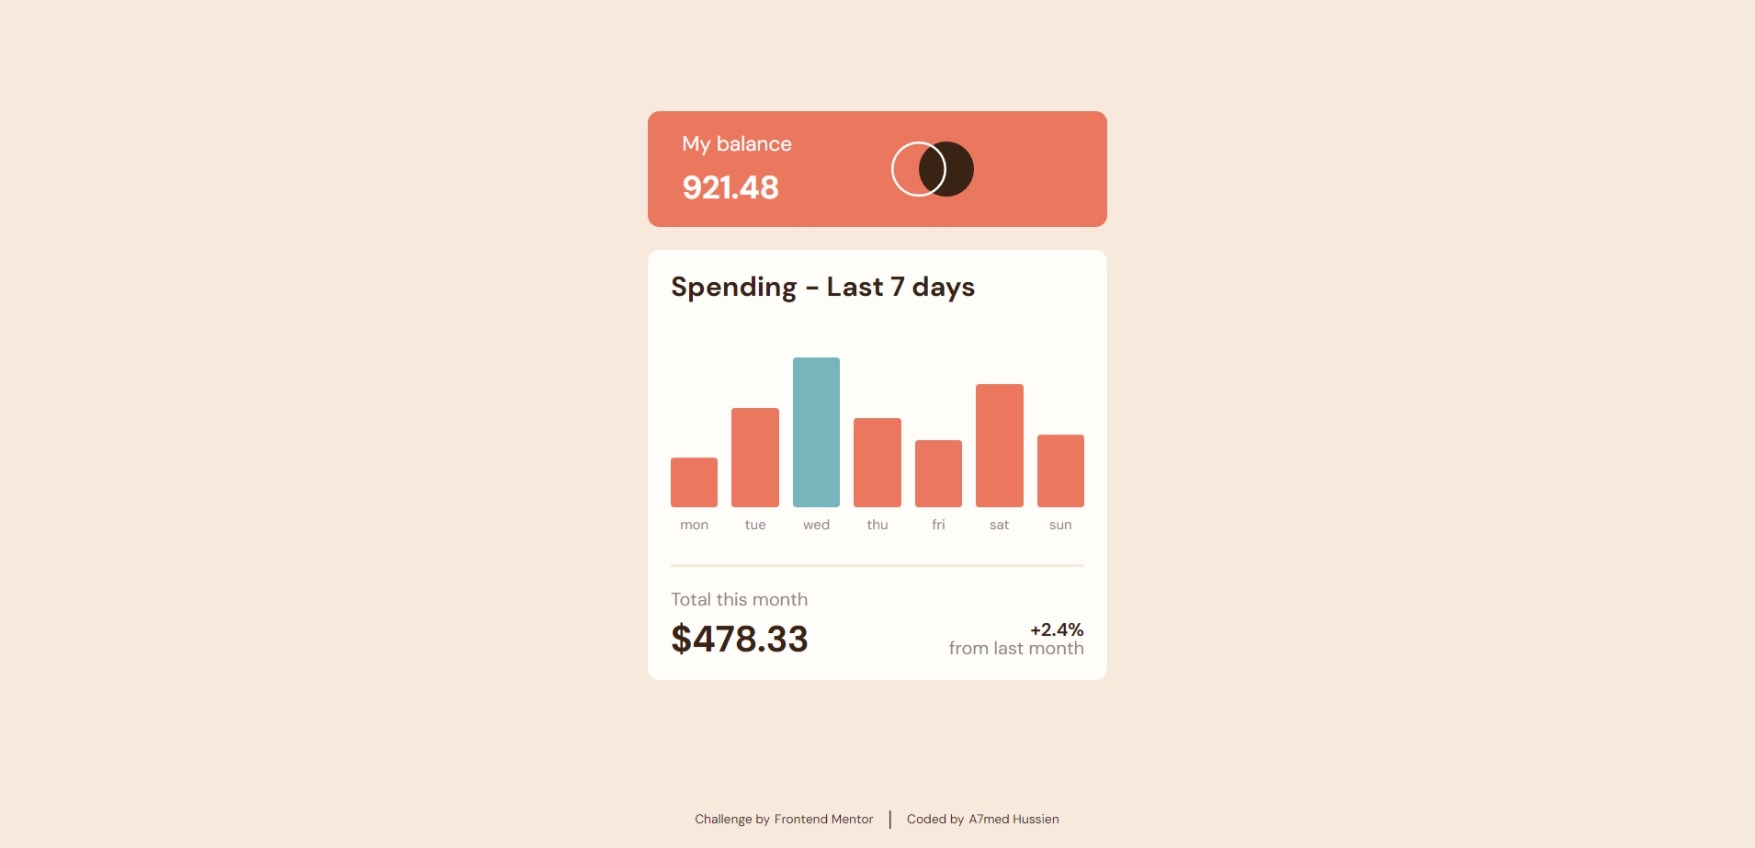 My balance
921.48
Spending - Last 7 days
mon tue wed thu fri sat sun
Total this month
$478.33
+2.4%
from last month
Challenge by Frontend Mentor | Coded by A7med Hussien